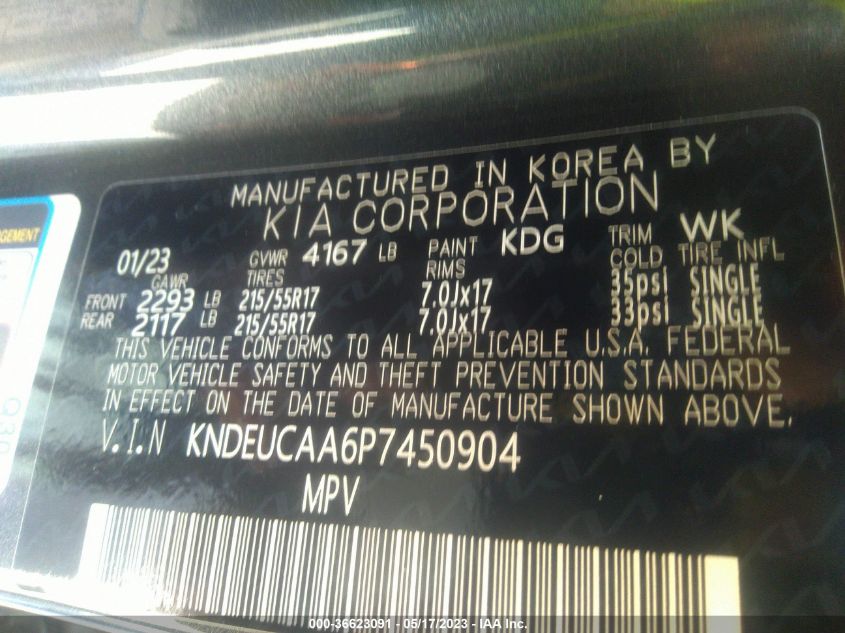 MANUFACTURED IN KOREA BY
KIA CORPORATION
01/23 GVWR 4167 LB PAINT KDG TRIM WK
GAWR TIRES RIMS COLD TIRE INFL
FRONT 2293 LB 215/55R17 7.0Jx17 35psi SINGLE
REAR 2117 LB 215/55R17 7.0Jx17 33psi SINGLE
THIS VEHICLE CONFORMS TO ALL APPLICABLE U.S.A. FEDERAL
MOTOR VEHICLE SAFETY AND THEFT PREVENTION STANDARDS
IN EFFECT ON THE DATE OF MANUFACTURE SHOWN ABOVE.
V.I.N KNDEUCAA6P7450904
MPV
000-36623091 - 05/17/2023 - IAA Inc.